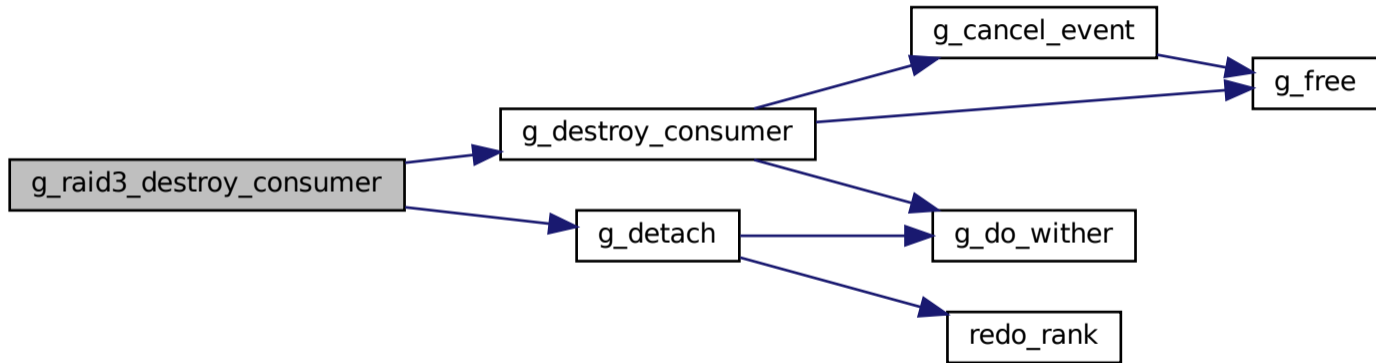 g_cancel_event
g_free
g_destroy_consumer
g_raid3_destroy_consumer
g_detach
g_do_wither
redo_rank